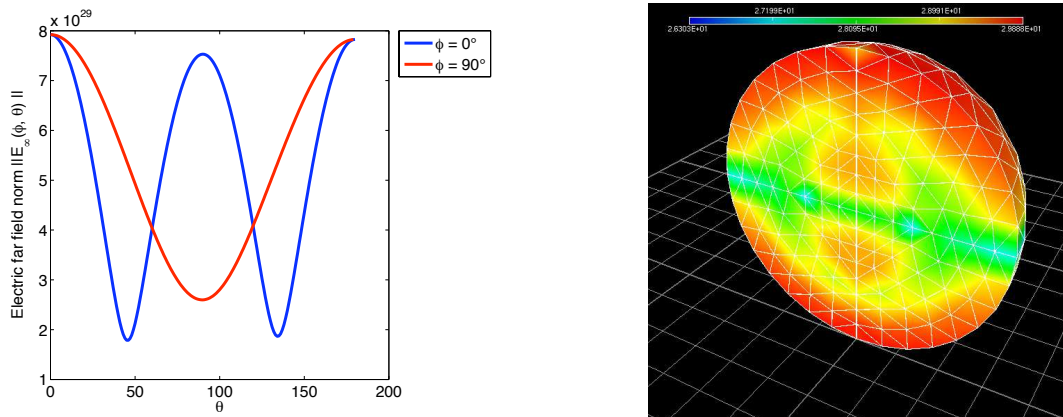 x 10^29
8
7
6
5
4
3
2
1
0 50 100 150 200
θ
Electric far field norm ||E_∞(ϕ, θ) ||
ϕ = 0°
ϕ = 90°
2.7199E+01 2.8991E+01
2.6303E+01 2.8095E+01 2.9888E+01